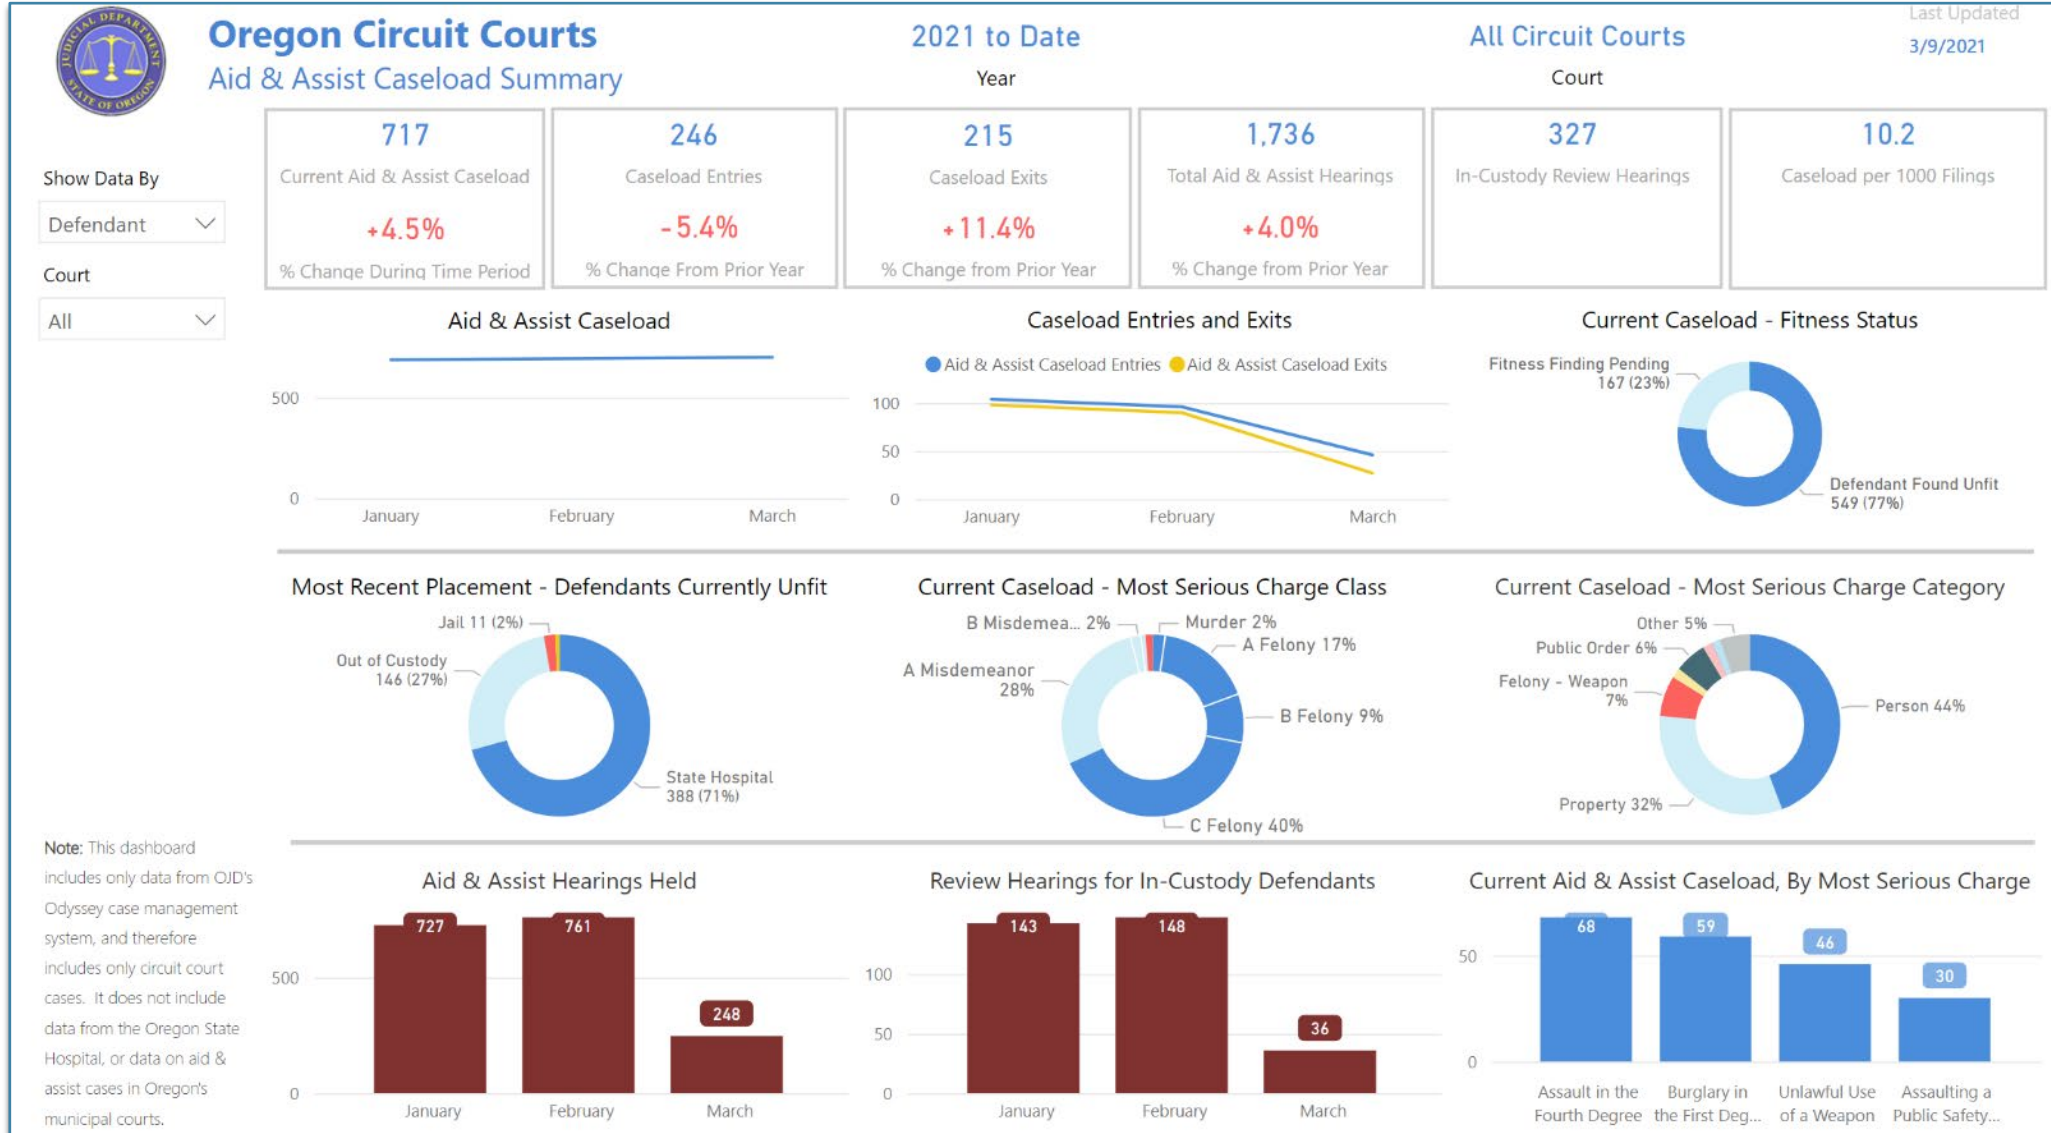 JUDICIAL DEPARTMENT
STATE OF OREGON
Oregon Circuit Courts
Aid & Assist Caseload Summary
2021 to Date
Year
All Circuit Courts
Court
Last Updated
3/9/2021
Show Data By
Defendant
Court
All
717
Current Aid & Assist Caseload
+4.5%
% Change During Time Period
246
Caseload Entries
-5.4%
% Change From Prior Year
215
Caseload Exits
+11.4%
% Change from Prior Year
1,736
Total Aid & Assist Hearings
+4.0%
% Change from Prior Year
327
In-Custody Review Hearings
10.2
Caseload per 1000 Filings
Aid & Assist Caseload
500
0
January
February
March
Caseload Entries and Exits
Aid & Assist Caseload Entries
Aid & Assist Caseload Exits
100
50
0
January
February
March
Current Caseload - Fitness Status
Fitness Finding Pending
167 (23%)
Defendant Found Unfit
549 (77%)
Most Recent Placement - Defendants Currently Unfit
Jail 11 (2%)
Out of Custody
146 (27%)
State Hospital
388 (71%)
Current Caseload - Most Serious Charge Class
B Misdemea... 2%
Murder 2%
A Felony 17%
A Misdemeanor
28%
B Felony 9%
C Felony 40%
Current Caseload - Most Serious Charge Category
Other 5%
Public Order 6%
Felony - Weapon
7%
Person 44%
Property 32%
Note: This dashboard
includes only data from OJD's
Odyssey case management
system, and therefore
includes only circuit court
cases. It does not include
data from the Oregon State
Hospital, or data on aid &
assist cases in Oregon's
municipal courts.
Aid & Assist Hearings Held
727
761
248
500
0
January
February
March
Review Hearings for In-Custody Defendants
143
148
36
100
50
0
January
February
March
Current Aid & Assist Caseload, By Most Serious Charge
68
59
46
30
50
0
Assault in the
Fourth Degree
Burglary in
the First Deg...
Unlawful Use
of a Weapon
Assaulting a
Public Safety...